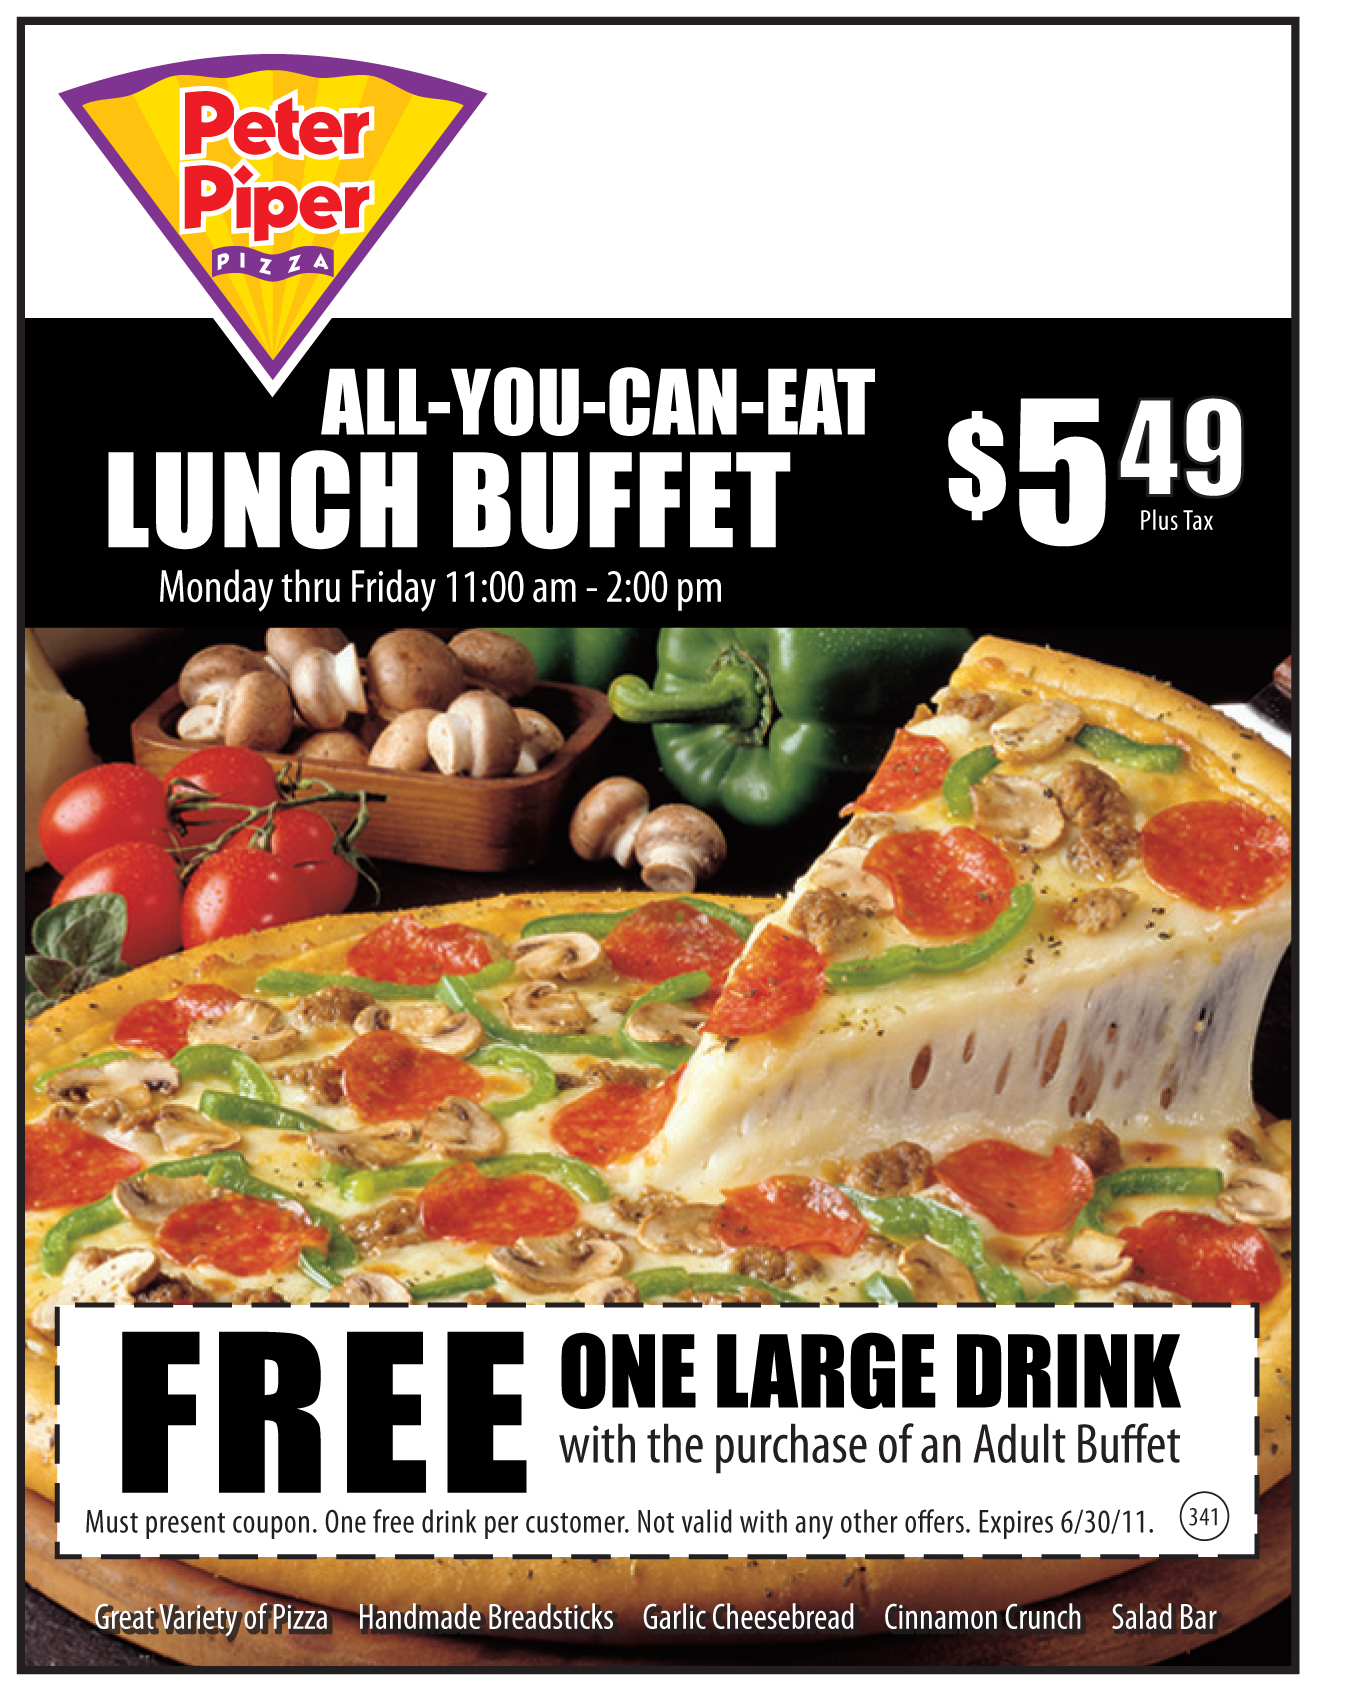 Peter
Piper
PIZZA
ALL-YOU-CAN-EAT
LUNCH BUFFET
Monday thru Friday 11:00 am - 2:00 pm
$5 49
Plus Tax
FREE
ONE LARGE DRINK
with the purchase of an Adult Buffet
Must present coupon. One free drink per customer. Not valid with any other offers. Expires 6/30/11.
341
Great Variety of Pizza Handmade Breadsticks Garlic Cheesebread Cinnamon Crunch Salad Bar